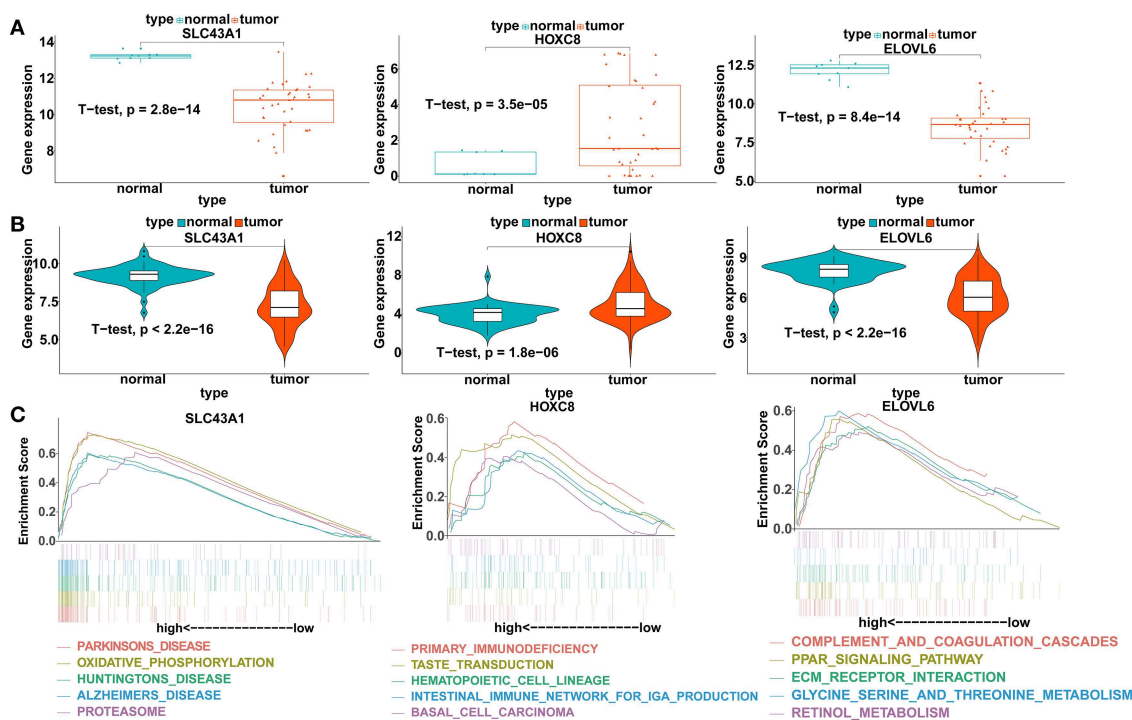 A
type normal tumor
SLC43A1
Gene expression
14
12
10
8
T−test, p = 2.8e−14
normal tumor
type
type normal tumor
HOXC8
Gene expression
6
4
2
0
T−test, p = 3.5e−05
normal tumor
type
type normal tumor
ELOVL6
Gene expression
12.5
10.0
7.5
5.0
T−test, p = 8.4e−14
normal tumor
type
B
type normal tumor
SLC43A1
Gene expression
10.0
7.5
5.0
T−test, p < 2.2e−16
normal tumor
type
type normal tumor
HOXC8
Gene expression
12
8
4
0
T−test, p = 1.8e−06
normal tumor
type
type normal tumor
ELOVL6
Gene expression
9
6
3
T−test, p < 2.2e−16
normal tumor
type
C
SLC43A1
Enrichment Score
0.6
0.4
0.2
0.0
high<----------------------low
PARKINSONS_DISEASE
OXIDATIVE_PHOSPHORYLATION
HUNTINGTONS_DISEASE
ALZHEIMERS_DISEASE
PROTEASOME
HOXC8
Enrichment Score
0.6
0.4
0.2
0.0
high<----------------------low
PRIMARY_IMMUNODEFICIENCY
TASTE_TRANSDUCTION
HEMATOPOIETIC_CELL_LINEAGE
INTESTINAL_IMMUNE_NETWORK_FOR_IGA_PRODUCTION
BASAL_CELL_CARCINOMA
ELOVL6
Enrichment Score
0.6
0.4
0.2
0.0
high<----------------------low
COMPLEMENT_AND_COAGULATION_CASCADES
PPAR_SIGNALING_PATHWAY
ECM_RECEPTOR_INTERACTION
GLYCINE_SERINE_AND_THREONINE_METABOLISM
RETINOL_METABOLISM